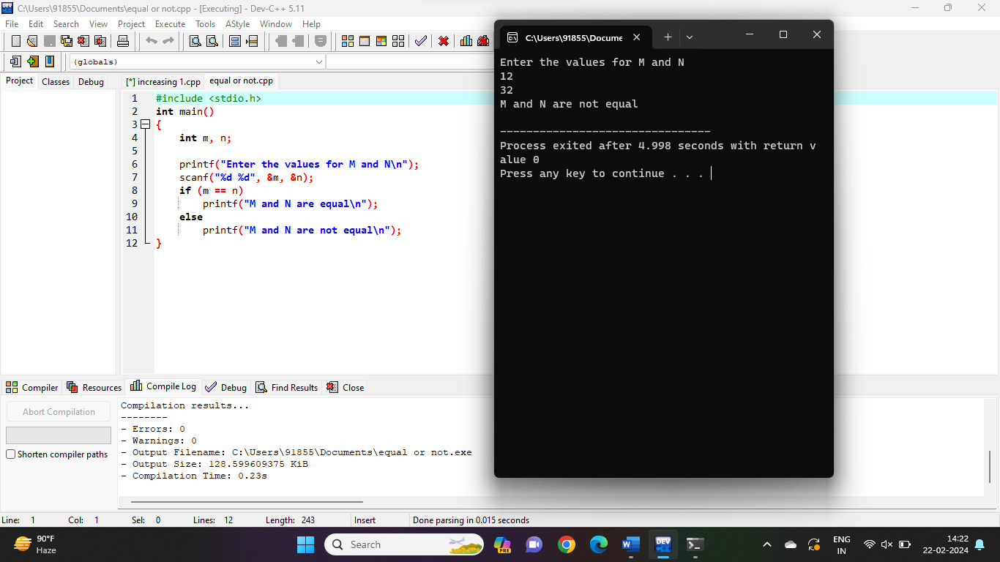 C:\Users\91855\Documents\equal or not.cpp - [Executing] - Dev-C++ 5.11
File Edit Search View Project Execute Tools AStyle Window Help
(globals)
Project Classes Debug
[*] increasing 1.cpp equal or not.cpp
1 #include <stdio.h>
2 int main()
3 {
4 int m, n;
5
6 printf("Enter the values for M and N\n");
7 scanf("%d %d", &m, &n);
8 if (m == n)
9 printf("M and N are equal\n");
10 else
11 printf("M and N are not equal\n");
12 }
C:\Users\91855\Docume
Enter the values for M and N
12
32
M and N are not equal
--------------------------------
Process exited after 4.998 seconds with return v
alue 0
Press any key to continue . . .
Compiler Resources Compile Log Debug Find Results Close
Abort Compilation
Shorten compiler paths
Compilation results...
--------
- Errors: 0
- Warnings: 0
- Output Filename: C:\Users\91855\Documents\equal or not.exe
- Output Size: 128.599609375 KiB
- Compilation Time: 0.23s
Line: 1 Col: 1 Sel: 0 Lines: 12 Length: 243 Insert Done parsing in 0.015 seconds
90°F
Haze
Search
PRE
W
DEV
ENG
IN
14:22
22-02-2024